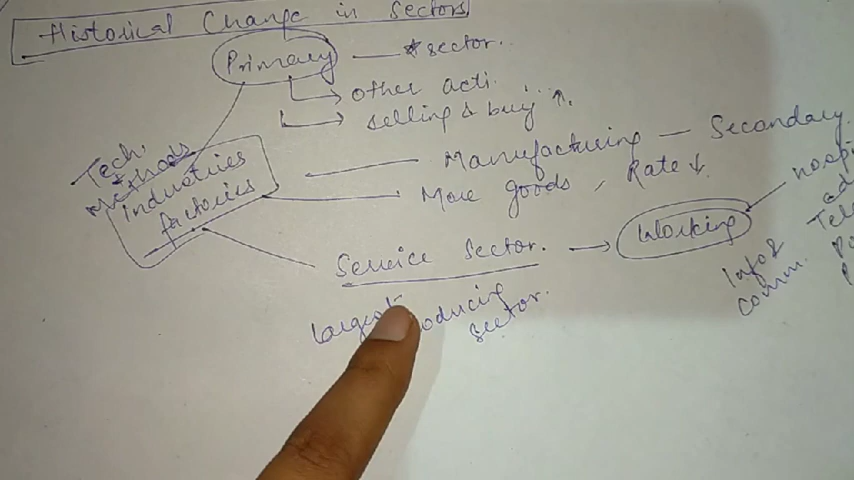 Historical Change in Sectors
Primary — * sector.
other acti...
selling & buy ↑.
Tech.
Methods
Industries
factories
Manufacturing — Secondary
More goods, Rate ↓.
Service Sector. → Working
Info &
Comm.
sector.